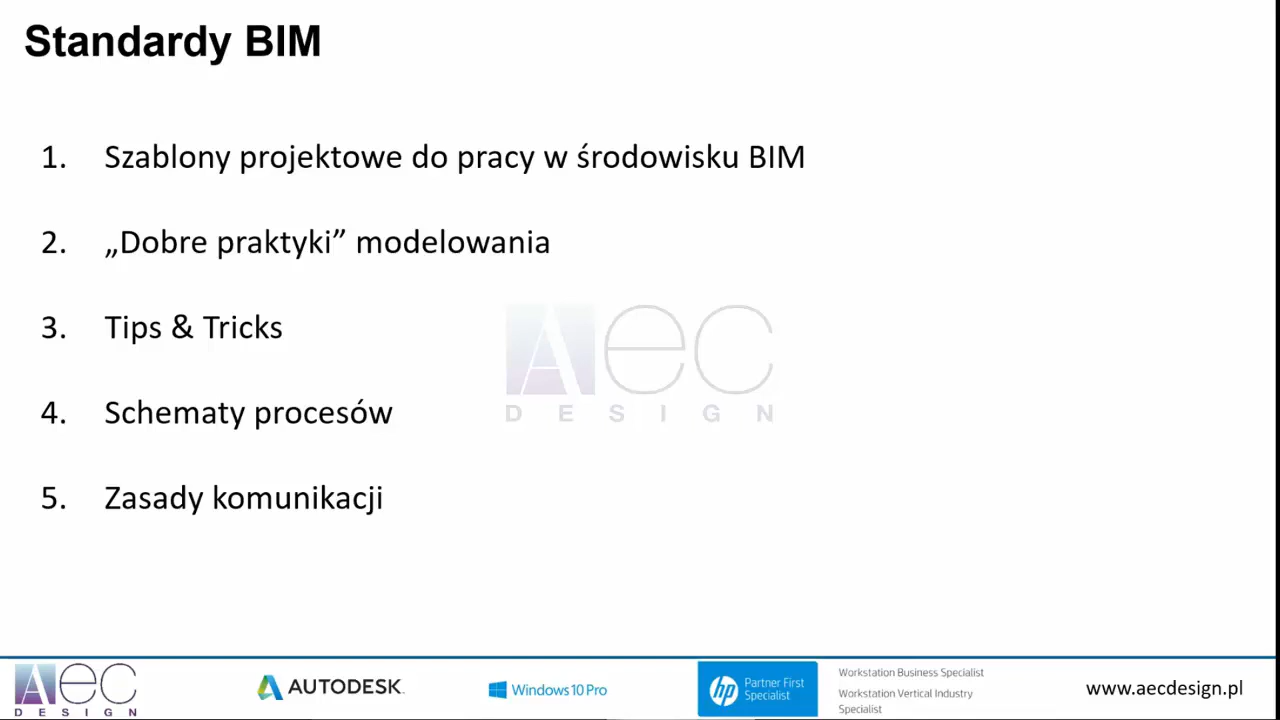 Standardy BIM
1. Szablony projektowe do pracy w środowisku BIM
2. „Dobre praktyki” modelowania
3. Tips & Tricks
AEC
DESIGN
4. Schematy procesów
5. Zasady komunikacji
AEC
DESIGN
AUTODESK.
Windows 10 Pro
hp
Partner First
Specialist
Workstation Business Specialist
Workstation Vertical Industry
Specialist
www.aecdesign.pl